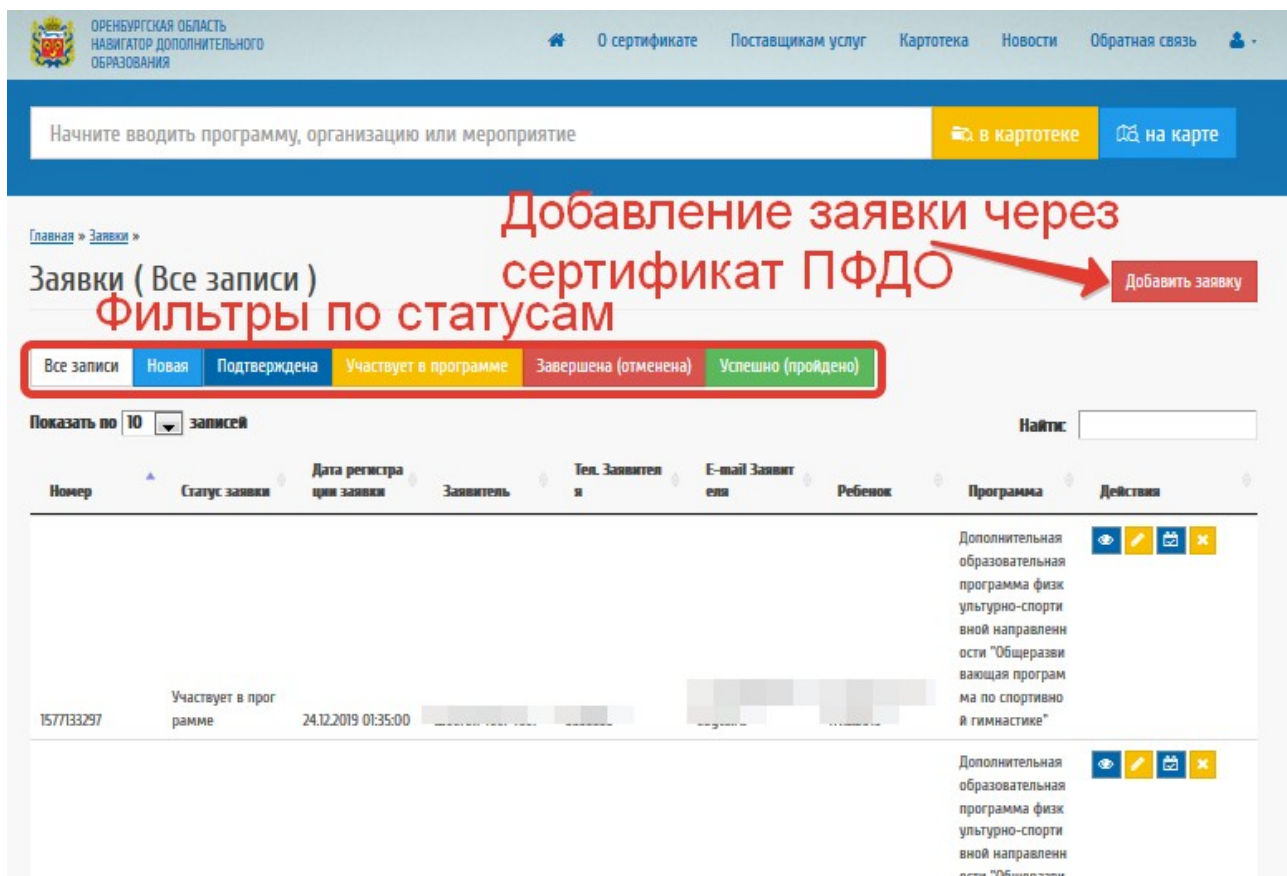 ОРЕНБУРГСКАЯ ОБЛАСТЬ
НАВИГАТОР ДОПОЛНИТЕЛЬНОГО
ОБРАЗОВАНИЯ
О сертификате Поставщикам услуг Картотека Новости Обратная связь
Начните вводить программу, организацию или мероприятие
в картотеке
на карте
Добавление заявки через
сертификат ПФДО
Главная » Заявки »
Заявки ( Все записи )
Добавить заявку
Фильтры по статусам
Все записи Новая Подтверждена Участвует в программе Завершена (отменена) Успешно (пройдено)
Показать по 10 записей
Найти:
Номер
Статус заявки
Дата регистра
ции заявки
Заявитель
Тел. Заявител
я
E-mail Заявит
еля
Ребенок
Программа
Действия
1577133297
Участвует в прог
рамме
24.12.2019 01:35:00
Дополнительная
образовательная
программа физк
ультурно-спорти
вной направленн
ости "Общеразви
вающая програм
ма по спортивно
й гимнастике"
Дополнительная
образовательная
программа физк
ультурно-спорти
вной направленн
ости "Общеразви